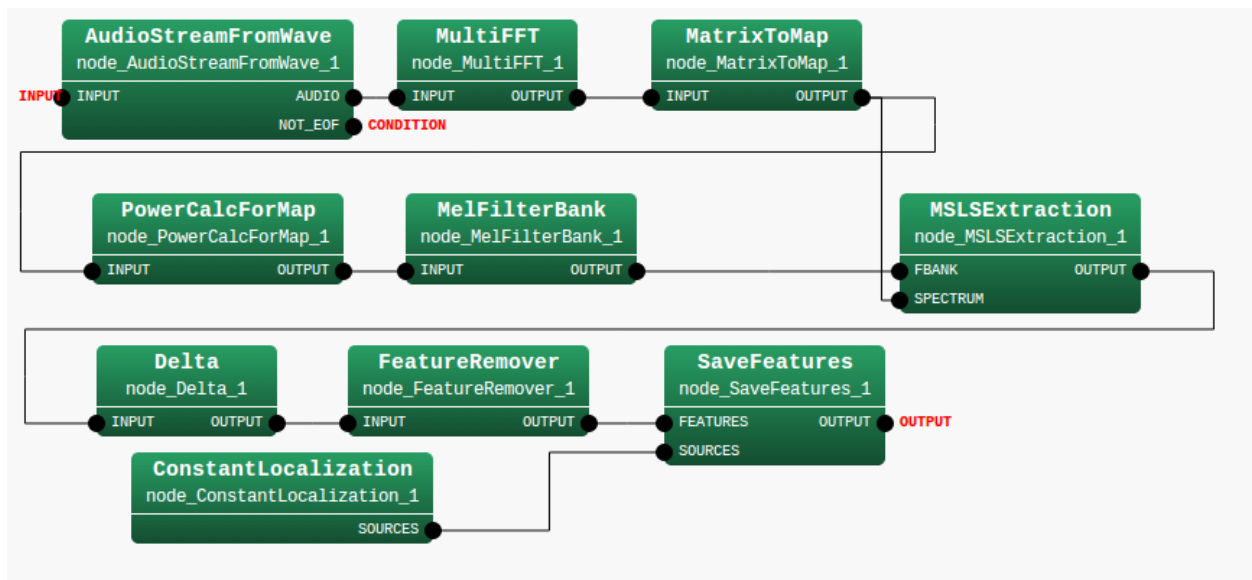 AudioStreamFromWave
node_AudioStreamFromWave_1
INPUT INPUT AUDIO
NOT_EOF CONDITION
MultiFFT
node_MultiFFT_1
INPUT OUTPUT
MatrixToMap
node_MatrixToMap_1
INPUT OUTPUT
PowerCalcForMap
node_PowerCalcForMap_1
INPUT OUTPUT
MelFilterBank
node_MelFilterBank_1
INPUT OUTPUT
MSLSExtraction
node_MSLSExtraction_1
FBANK OUTPUT
SPECTRUM
Delta
node_Delta_1
INPUT OUTPUT
FeatureRemover
node_FeatureRemover_1
INPUT OUTPUT
SaveFeatures
node_SaveFeatures_1
FEATURES OUTPUT OUTPUT
SOURCES
ConstantLocalization
node_ConstantLocalization_1
SOURCES